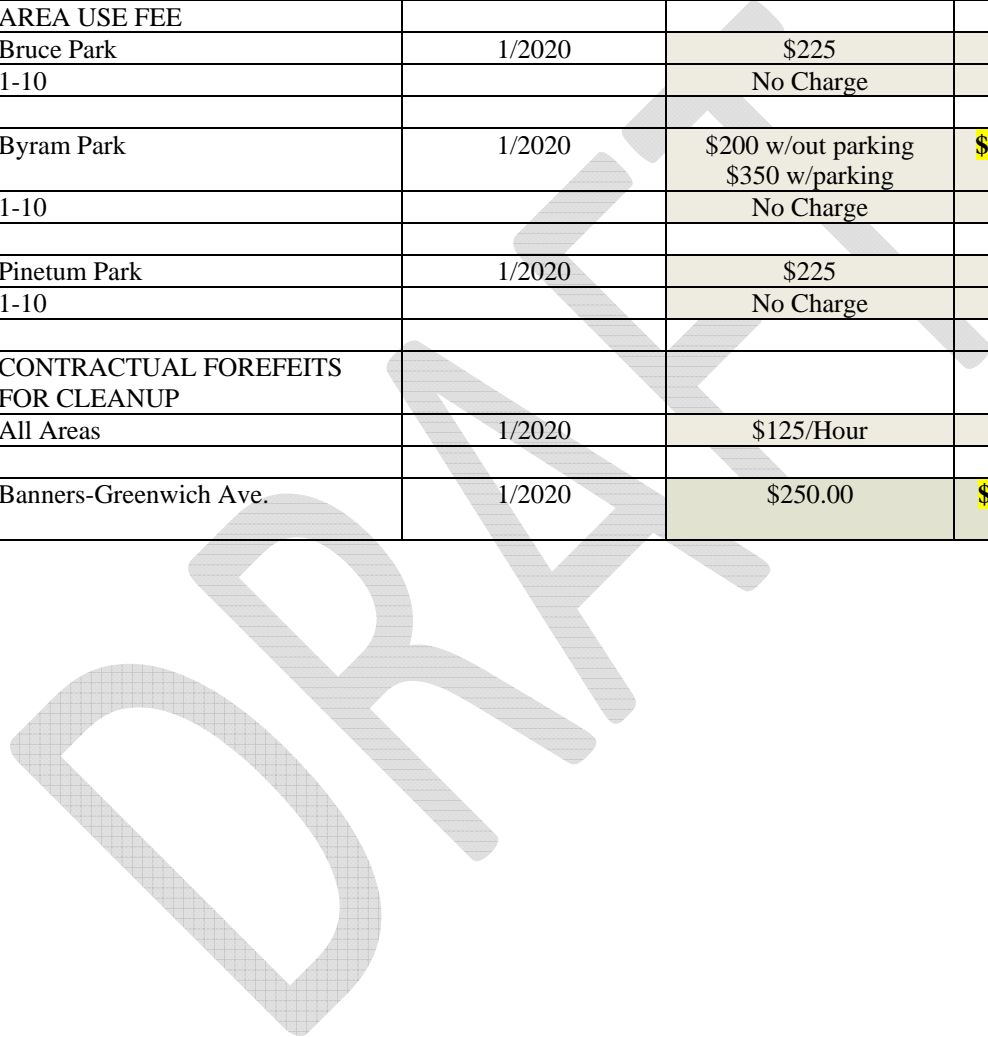 AREA USE FEE
Bruce Park 1/2020 $225
1-10 No Charge
Byram Park 1/2020 $200 w/out parking $
$350 w/parking
1-10 No Charge
Pinetum Park 1/2020 $225
1-10 No Charge
CONTRACTUAL FOREFEITS
FOR CLEANUP
All Areas 1/2020 $125/Hour
Banners-Greenwich Ave. 1/2020 $250.00 $
DRAFT